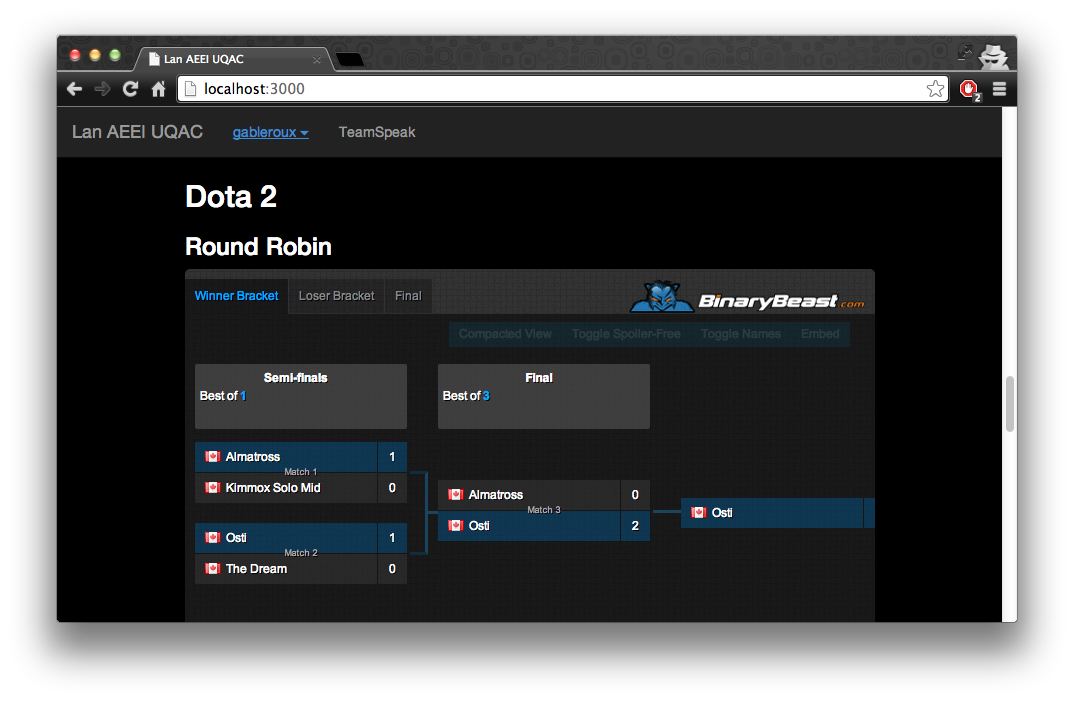 Lan AEEI UQAC
localhost:3000
2
Lan AEEI UQAC gableroux TeamSpeak
Dota 2
Round Robin
Winner Bracket Loser Bracket Final
BinaryBeast.com
Compacted View Toggle Spoiler-Free Toggle Names Embed
Semi-finals
Best of 1
Final
Best of 3
Almatross 1
Match 1
Kimmox Solo Mid 0
Osti 1
Match 2
The Dream 0
Almatross 0
Match 3
Osti 2
Osti